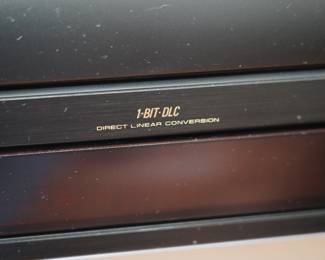 1-BIT·DLC
DIRECT LINEAR CONVERSION